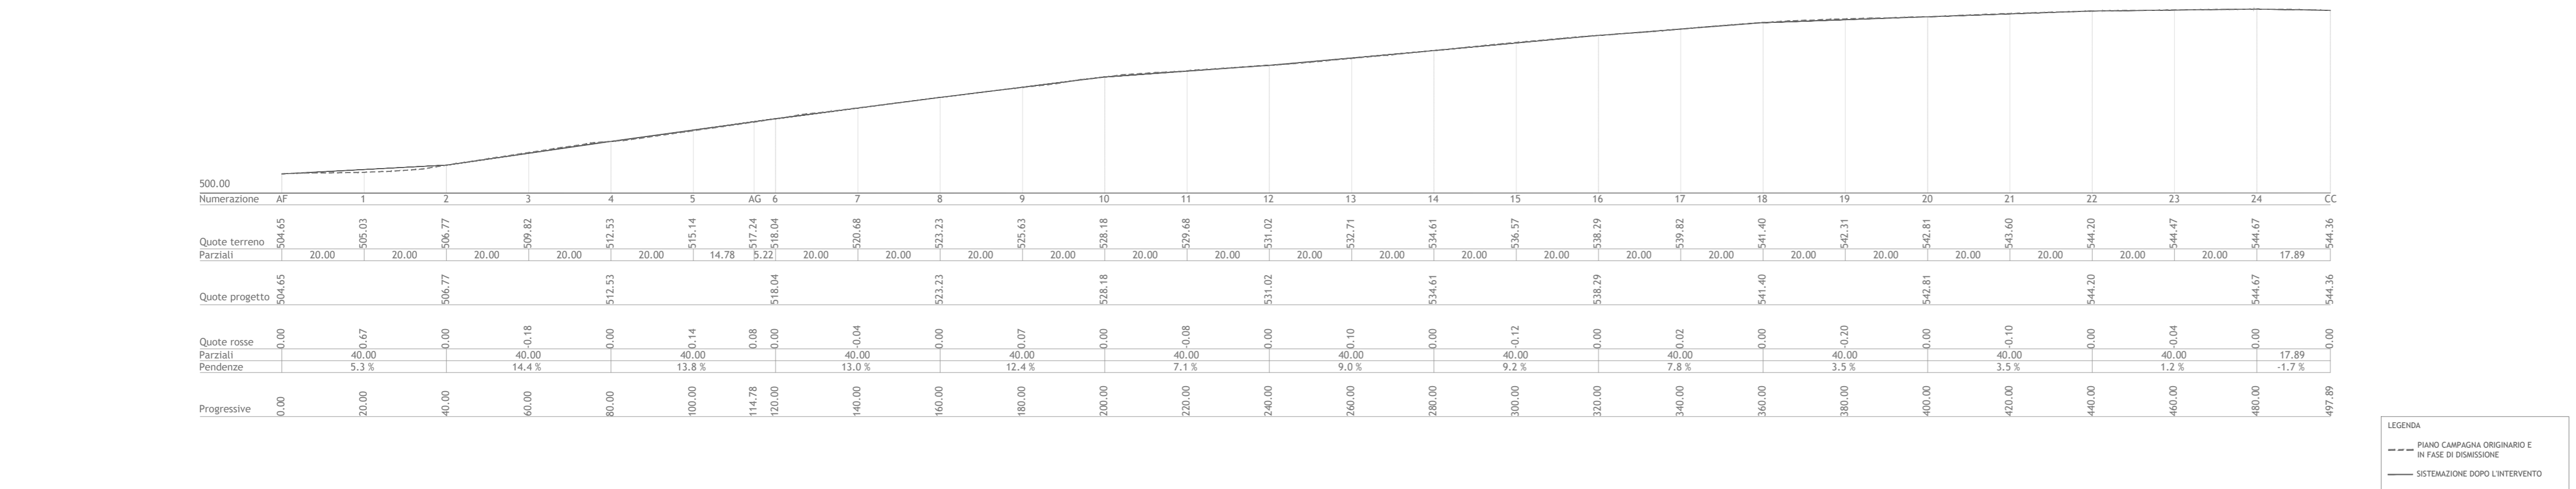 500.00
Numerazione AF 1 2 3 4 5 AG 6 7 8 9 10 11 12 13 14 15 16 17 18 19 20 21 22 23 24 CC
Quote terreno 504.65 505.03 506.77 509.82 512.53 515.14 517.24 518.04 520.68 523.23 525.63 528.18 529.68 531.02 532.71 534.61 536.57 538.29 539.82 541.40 542.31 542.81 543.60 544.20 544.47 544.67 544.36
Parziali 20.00 20.00 20.00 20.00 20.00 14.78 5.22 20.00 20.00 20.00 20.00 20.00 20.00 20.00 20.00 20.00 20.00 20.00 20.00 20.00 20.00 20.00 20.00 20.00 20.00 17.89
Quote progetto 504.65 506.77 512.53 518.04 523.23 528.18 531.02 534.61 538.29 541.40 542.81 544.20 544.67 544.36
Quote rosse 0.00 0.67 0.00 -0.18 0.00 0.14 0.08 0.00 -0.04 0.00 0.07 0.00 -0.08 0.00 0.10 0.00 -0.12 0.00 0.02 0.00 -0.20 0.00 -0.10 0.00 -0.04 0.00 0.00
Parziali 40.00 40.00 40.00 40.00 40.00 40.00 40.00 40.00 40.00 40.00 40.00 40.00 17.89
Pendenze 5.3 % 14.4 % 13.8 % 13.0 % 12.4 % 7.1 % 9.0 % 9.2 % 7.8 % 3.5 % 3.5 % 1.2 % -1.7 %
Progressive 0.00 20.00 40.00 60.00 80.00 100.00 114.78 120.00 140.00 160.00 180.00 200.00 220.00 240.00 260.00 280.00 300.00 320.00 340.00 360.00 380.00 400.00 420.00 440.00 460.00 480.00 497.89
LEGENDA
PIANO CAMPAGNA ORIGINARIO E
IN FASE DI DISMISSIONE
SISTEMAZIONE DOPO L'INTERVENTO